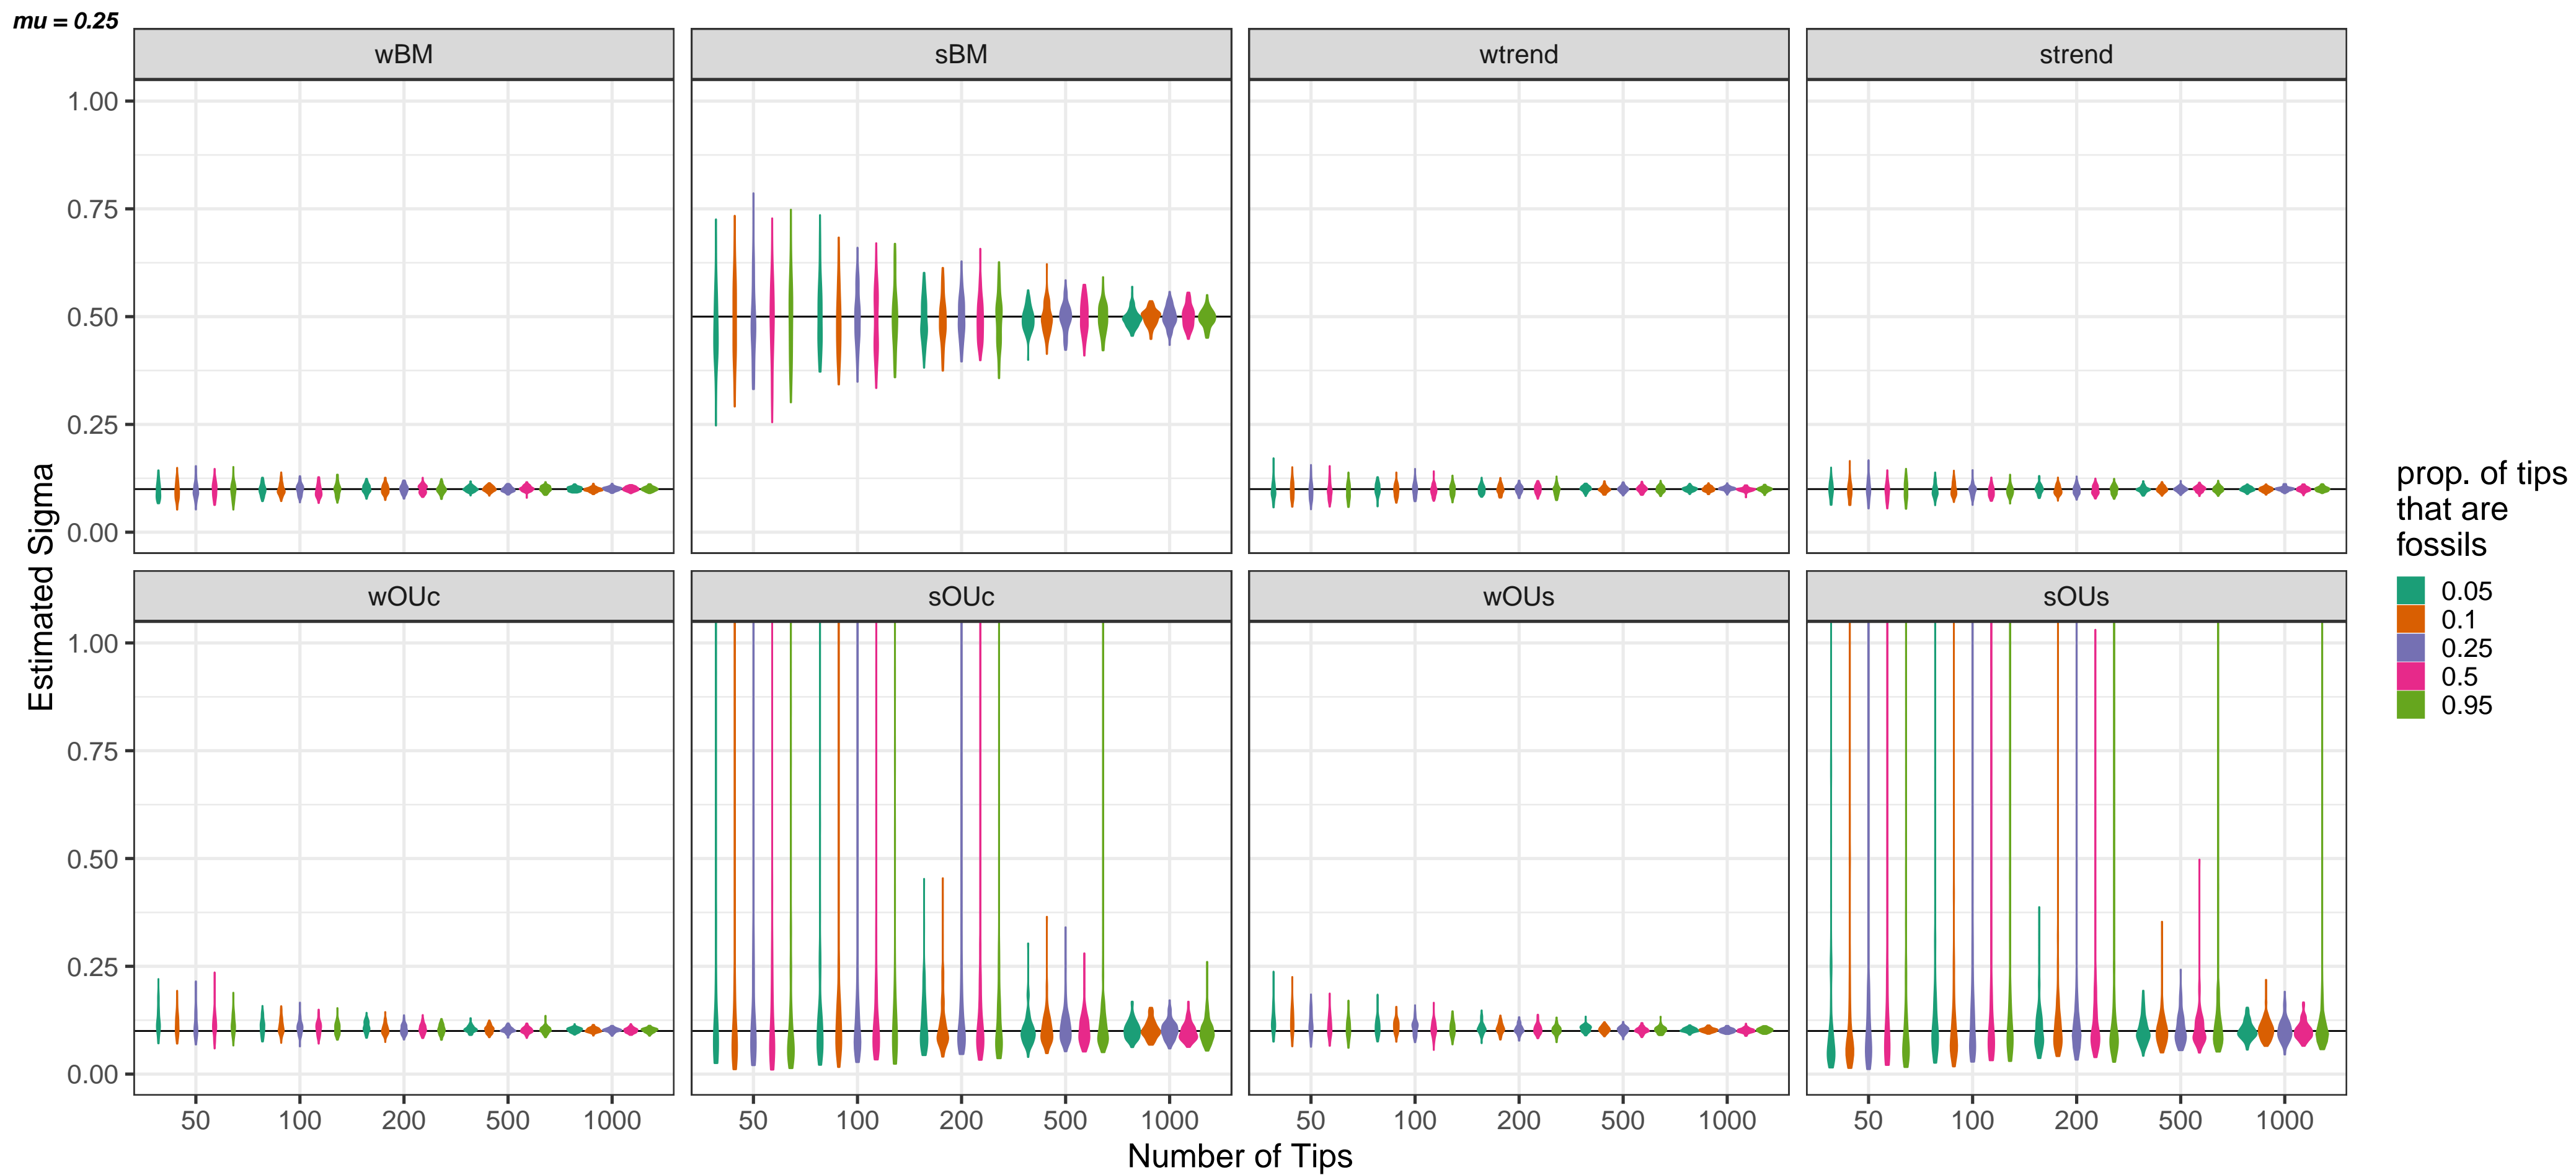 mu = 0.25
wBM
sBM
wtrend
strend
1.00
0.75
0.50
0.25
0.00
wOUc
sOUc
wOUs
sOUs
1.00
0.75
0.50
0.25
0.00
Estimated Sigma
50 100 200 500 1000
50 100 200 500 1000
50 100 200 500 1000
50 100 200 500 1000
Number of Tips
prop. of tips
that are
fossils
0.05
0.1
0.25
0.5
0.95